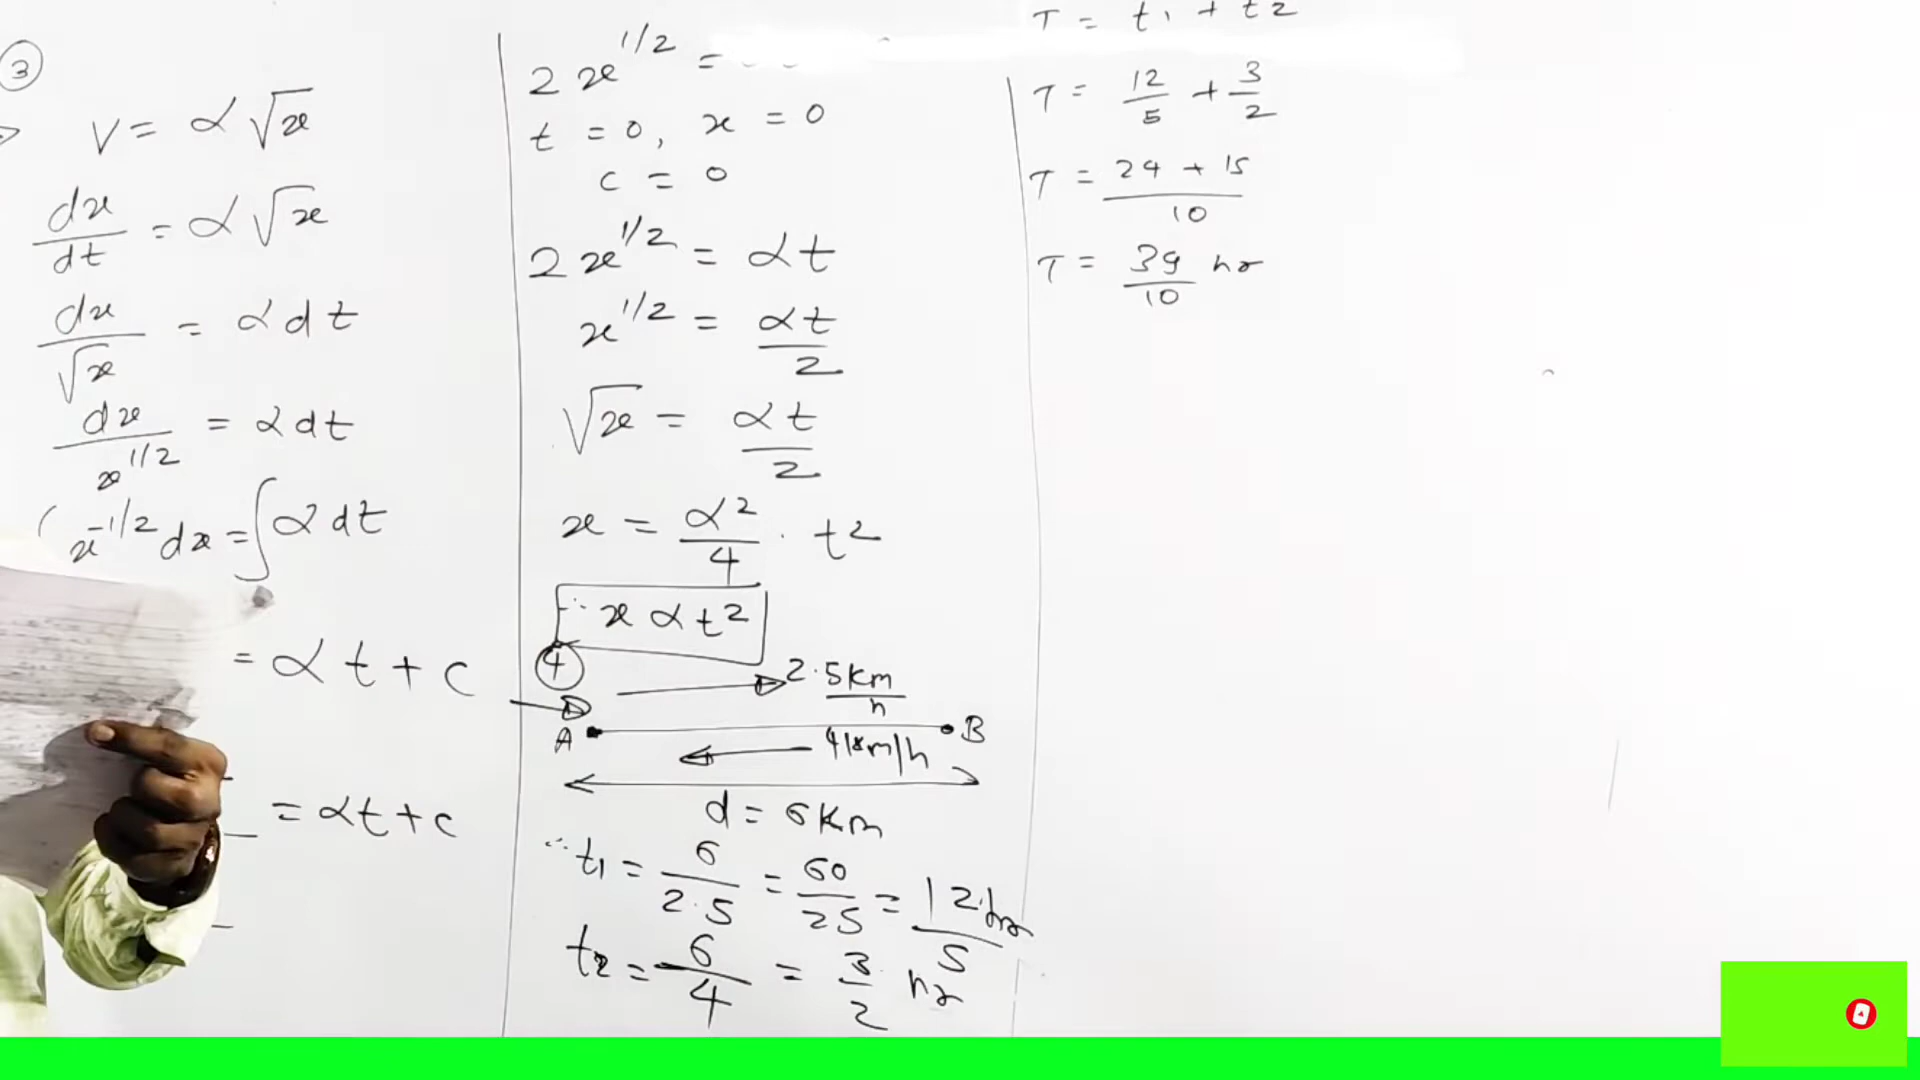 3
V = α √x
dx/dt = α √x
dx/√x = α dt
dx/x^1/2 = α dt
x^-1/2 dx = ∫ α dt
= α t + c
= αt + c
2 x^1/2 =
t = 0, x = 0
c = 0
2 x^1/2 = α t
x^1/2 = αt/2
√x = αt/2
x = α²/4 . t²
∴ x α t²
4
2.5 Km/h
A B
4 km/h
d = 6 Km
∴ t1 = 6/2.5 = 60/25 = 12/5 hr
t2 = 6/4 = 3/2 hr
T = t1 + t2
T = 12/5 + 3/2
T = 24 + 15/10
T = 39/10 hr